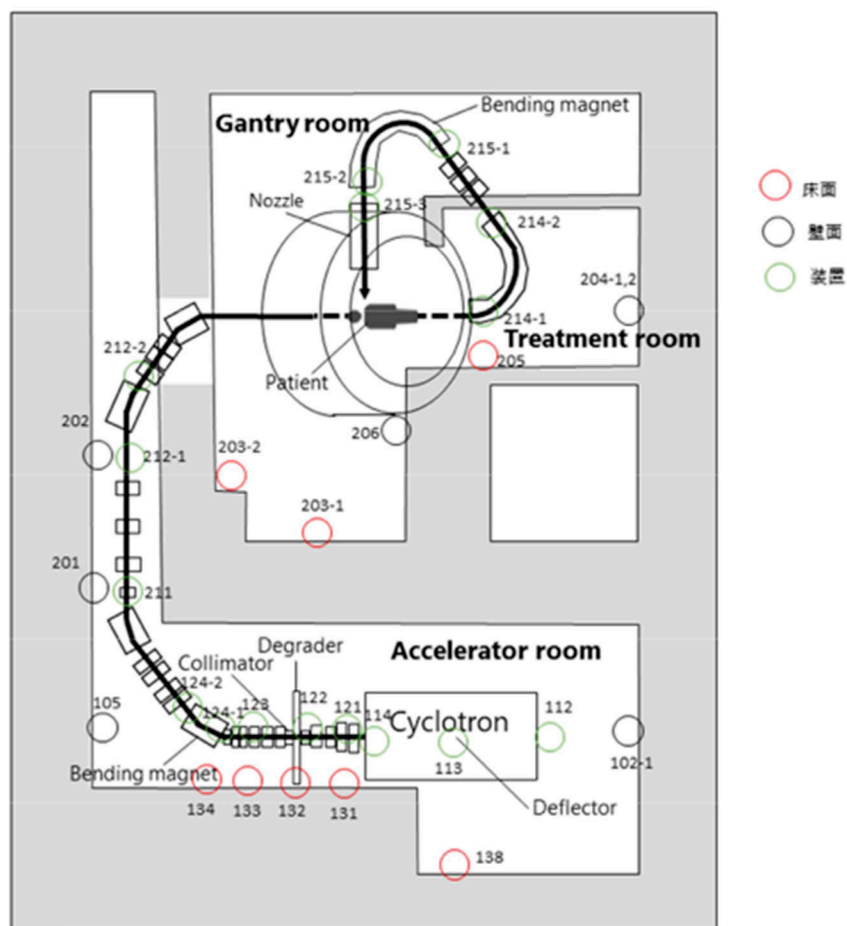 Bending magnet
Gantry room
215-1
215-2
215-3
Nozzle
214-2
床面
壁面
装置
204-1,2
214-1
Treatment room
205
212-2
Patient
202
206
203-2
212-1
203-1
201
211
Degrader
Accelerator room
Collimator
124-2
105
124-1
123
122
121
114
Cyclotron
112
113
102-1
Bending magnet
Deflector
134
133
132
131
138